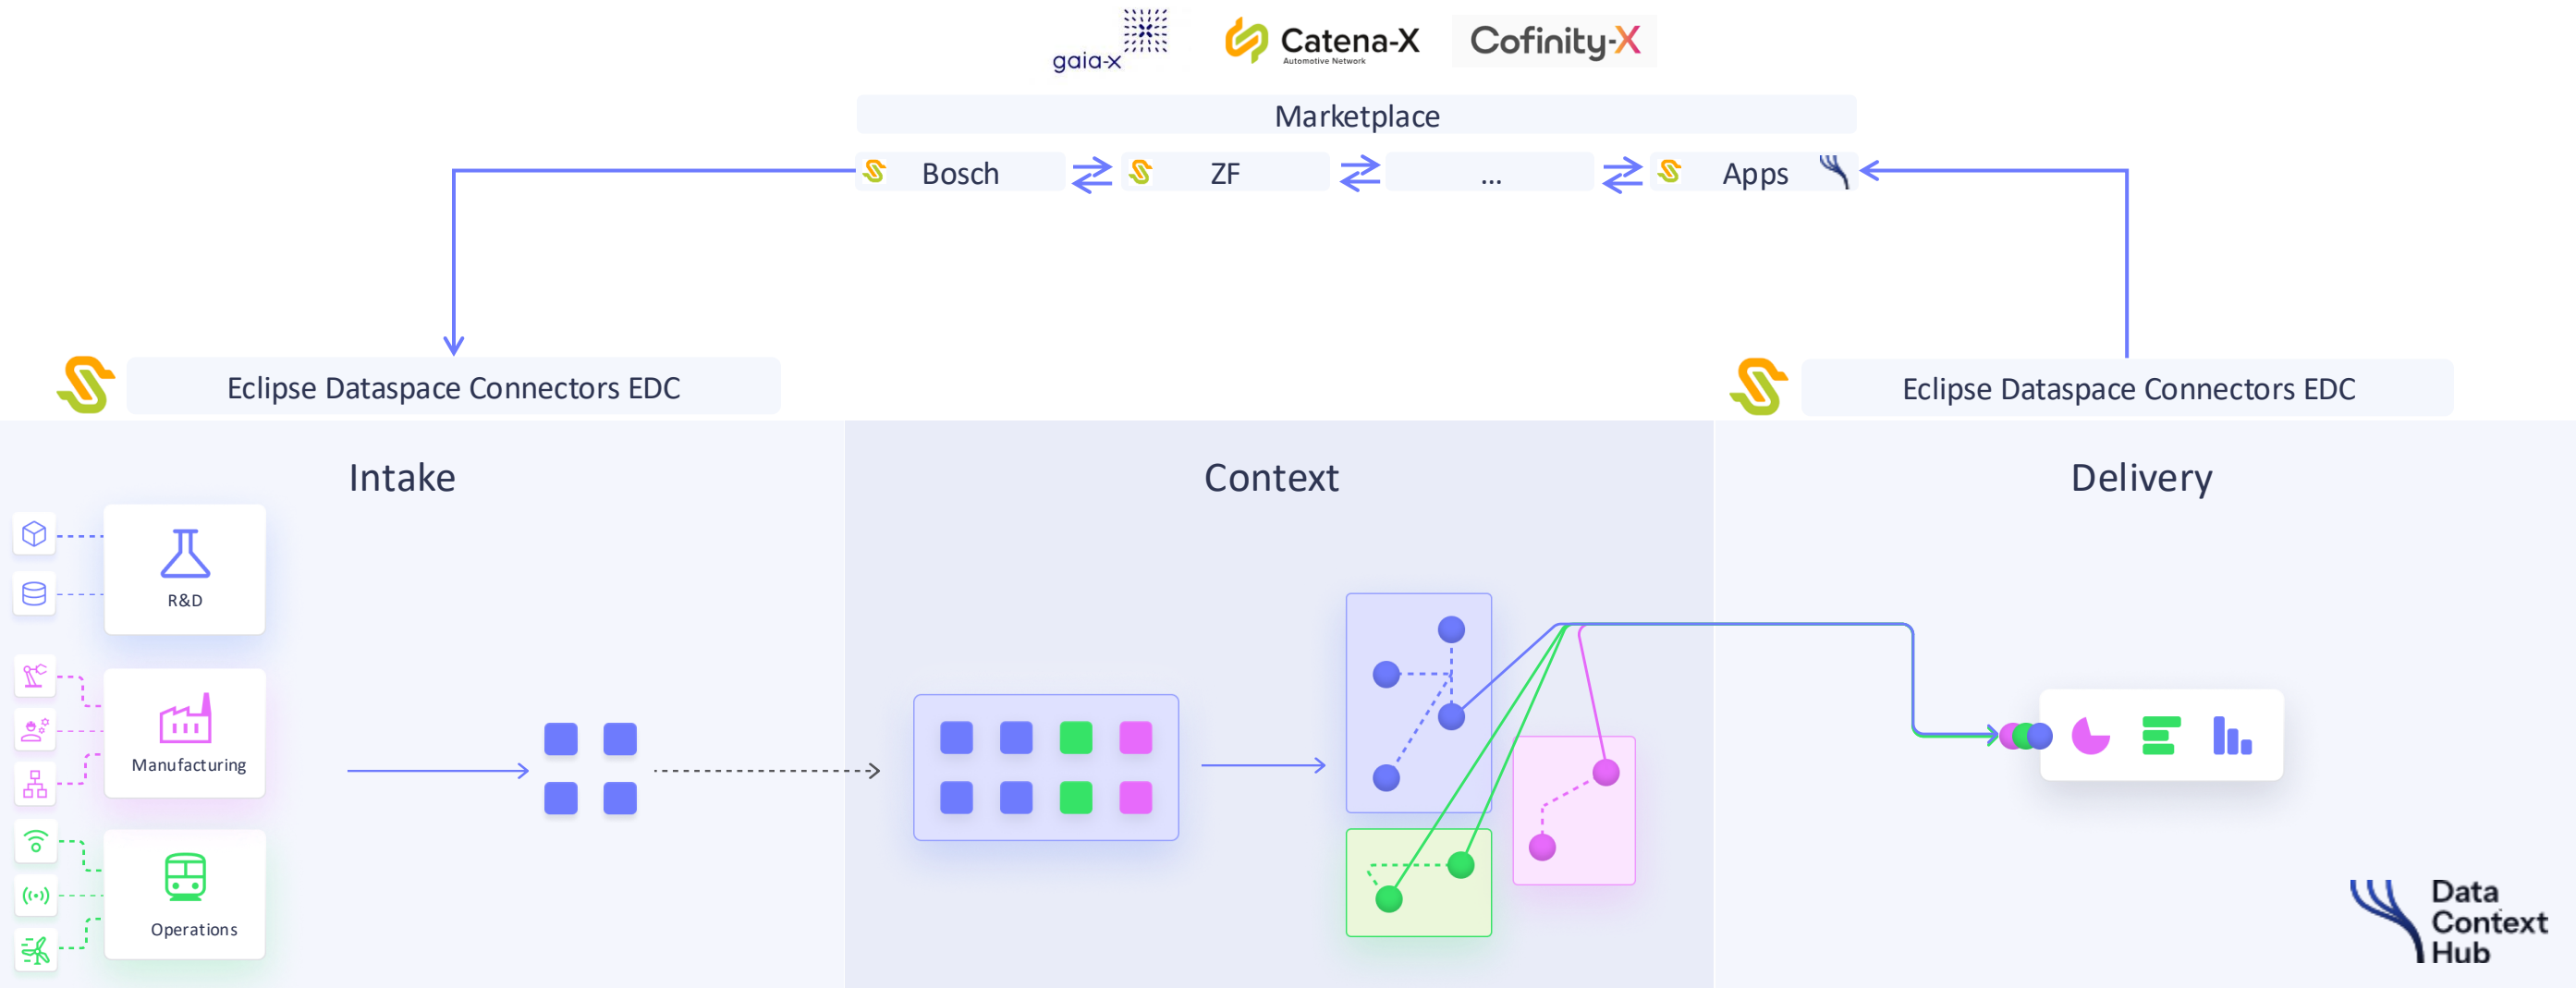 gaia-x
Catena-X
Automotive Network
Cofinity-X
Marketplace
Bosch
ZF
...
Apps
Eclipse Dataspace Connectors EDC
Eclipse Dataspace Connectors EDC
Intake
Context
Delivery
R&D
Manufacturing
Operations
Data
Context
Hub